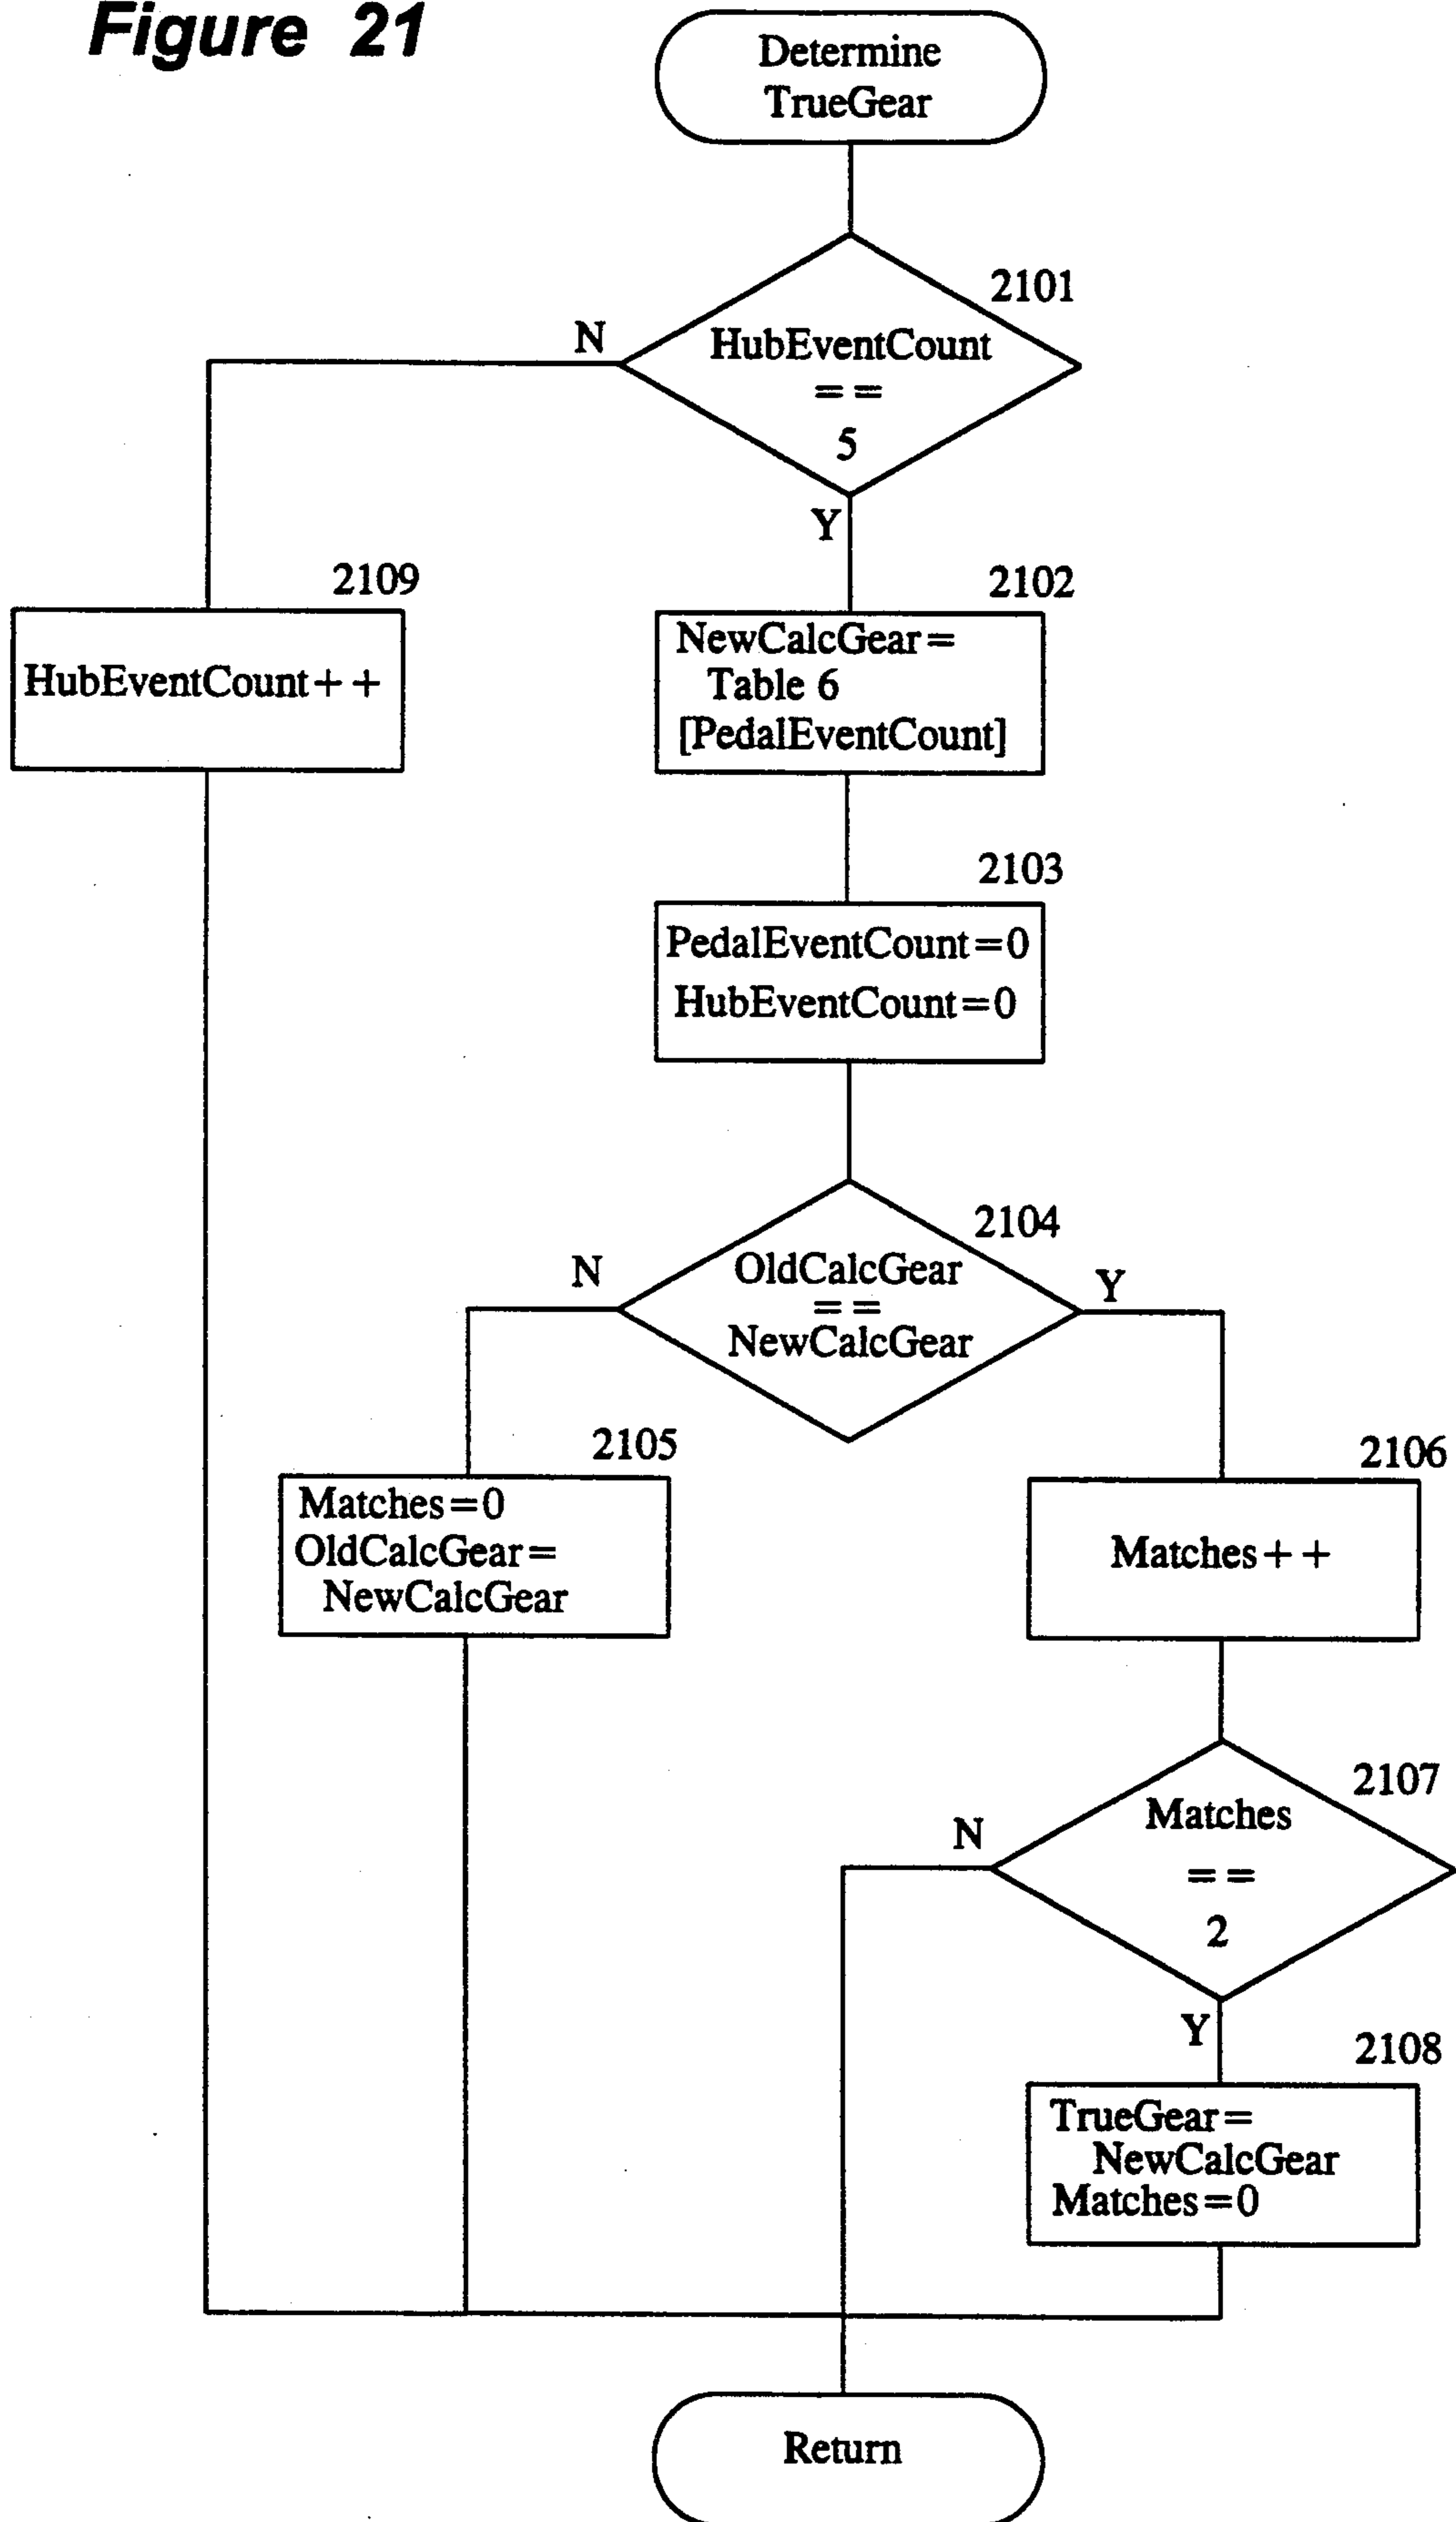 Figure 21
Determine
TrueGear
2101
N
HubEventCount
==
5
Y
2109
HubEventCount++
2102
NewCalcGear=
Table 6
[PedalEventCount]
2103
PedalEventCount=0
HubEventCount=0
2104
N
OldCalcGear
==
NewCalcGear
Y
2105
Matches=0
OldCalcGear=
NewCalcGear
2106
Matches++
2107
N
Matches
==
2
Y
2108
TrueGear=
NewCalcGear
Matches=0
Return